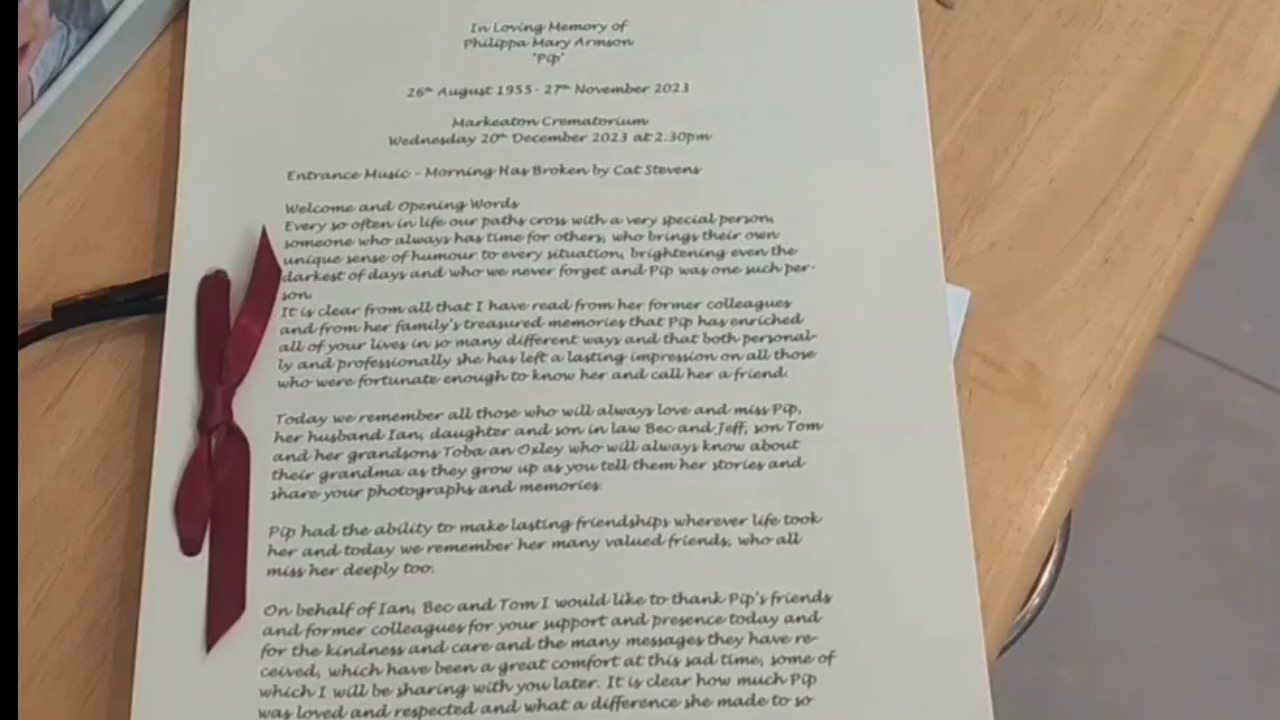 In Loving Memory of
Philippa Mary Armson
'Pip'
26th August 1955 - 27th November 2023
Markeaton Crematorium
Wednesday 20th December 2023 at 2.30pm
Entrance Music - Morning Has Broken by Cat Stevens
Welcome and Opening Words
Every so often in life our paths cross with a very special person,
someone who always has time for others, who brings their own
unique sense of humour to every situation, brightening even the
darkest of days and who we never forget and Pip was one such per-
son.
It is clear from all that I have read from her former colleagues
and from her family's treasured memories that Pip has enriched
all of your lives in so many different ways and that both personal-
ly and professionally she has left a lasting impression on all those
who were fortunate enough to know her and call her a friend.
Today we remember all those who will always love and miss Pip,
her husband Ian, daughter and son in law Bec and Jeff, son Tom
and her grandsons Toba an Oxley who will always know about
their grandma as they grow up as you tell them her stories and
share your photographs and memories.
Pip had the ability to make lasting friendships wherever life took
her and today we remember her many valued friends, who all
miss her deeply too.
On behalf of Ian, Bec and Tom I would like to thank Pip's friends
and former colleagues for your support and presence today and
for the kindness and care and the many messages they have re-
ceived, which have been a great comfort at this sad time, some of
which I will be sharing with you later. It is clear how much Pip
was loved and respected and what a difference she made to so